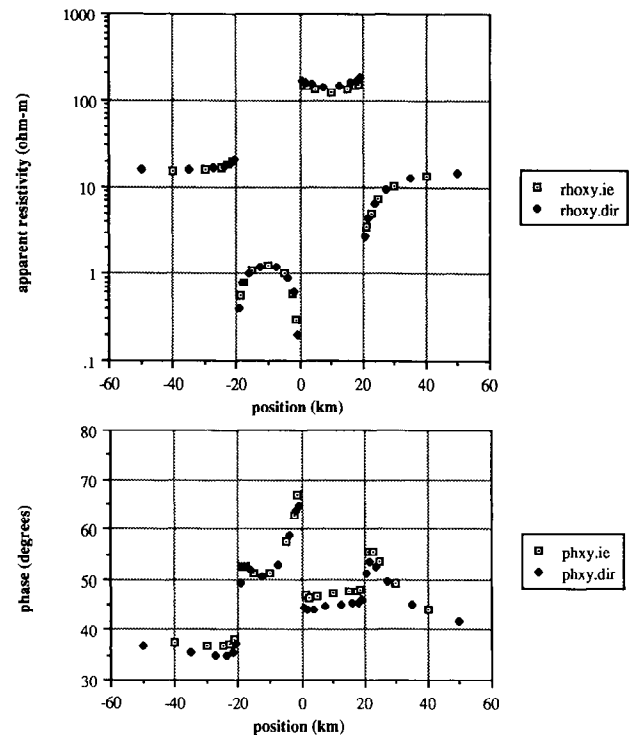 1000
100
10
1
.1
apparent resistivity (ohm-m)
-60 -40 -20 0 20 40 60
position (km)
rhoxy.ie
rhoxy.dir
80
70
60
50
40
30
phase (degrees)
-60 -40 -20 0 20 40 60
position (km)
phxy.ie
phxy.dir